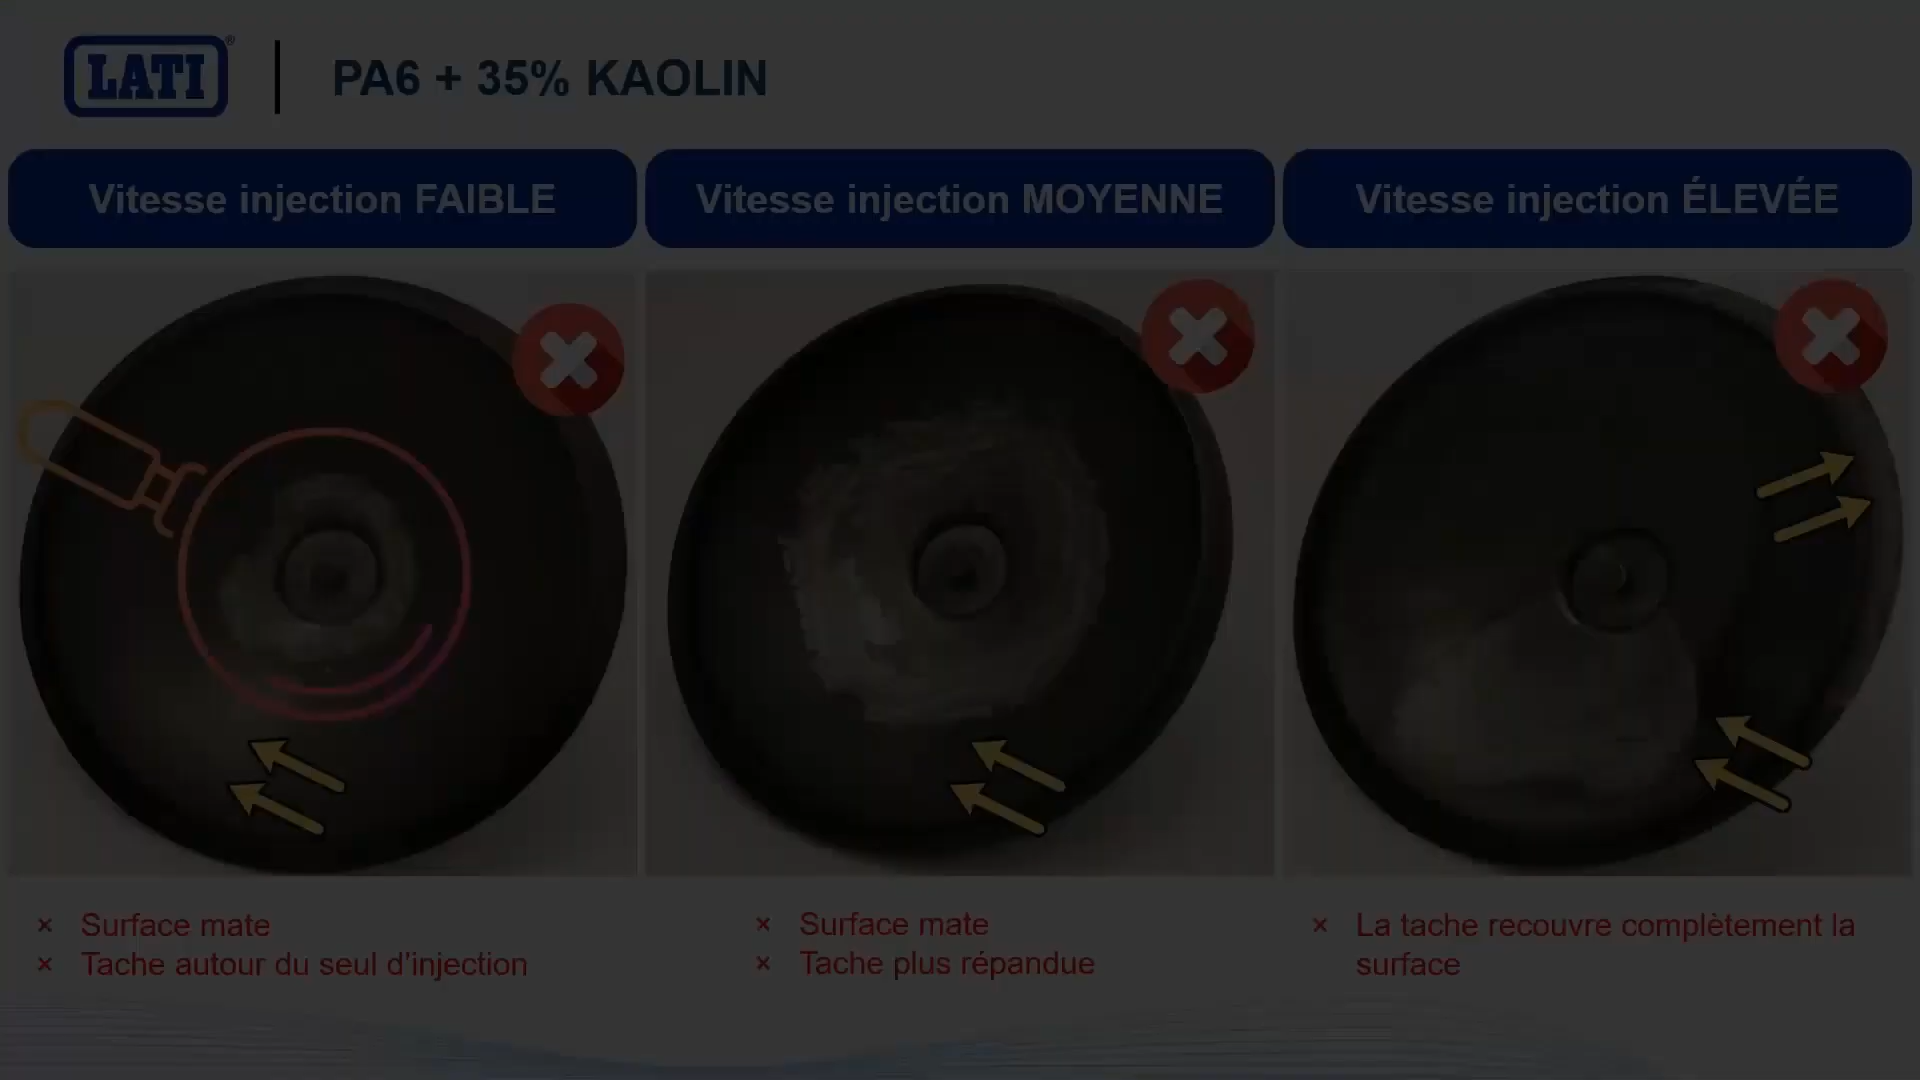 LATI®
PA6 + 35% KAOLIN
Vitesse injection FAIBLE
Vitesse injection MOYENNE
Vitesse injection ÉLEVÉE
× Surface mate
× Tache autour du seul d’injection
× Surface mate
× Tache plus répandue
× La tache recouvre complètement la
surface